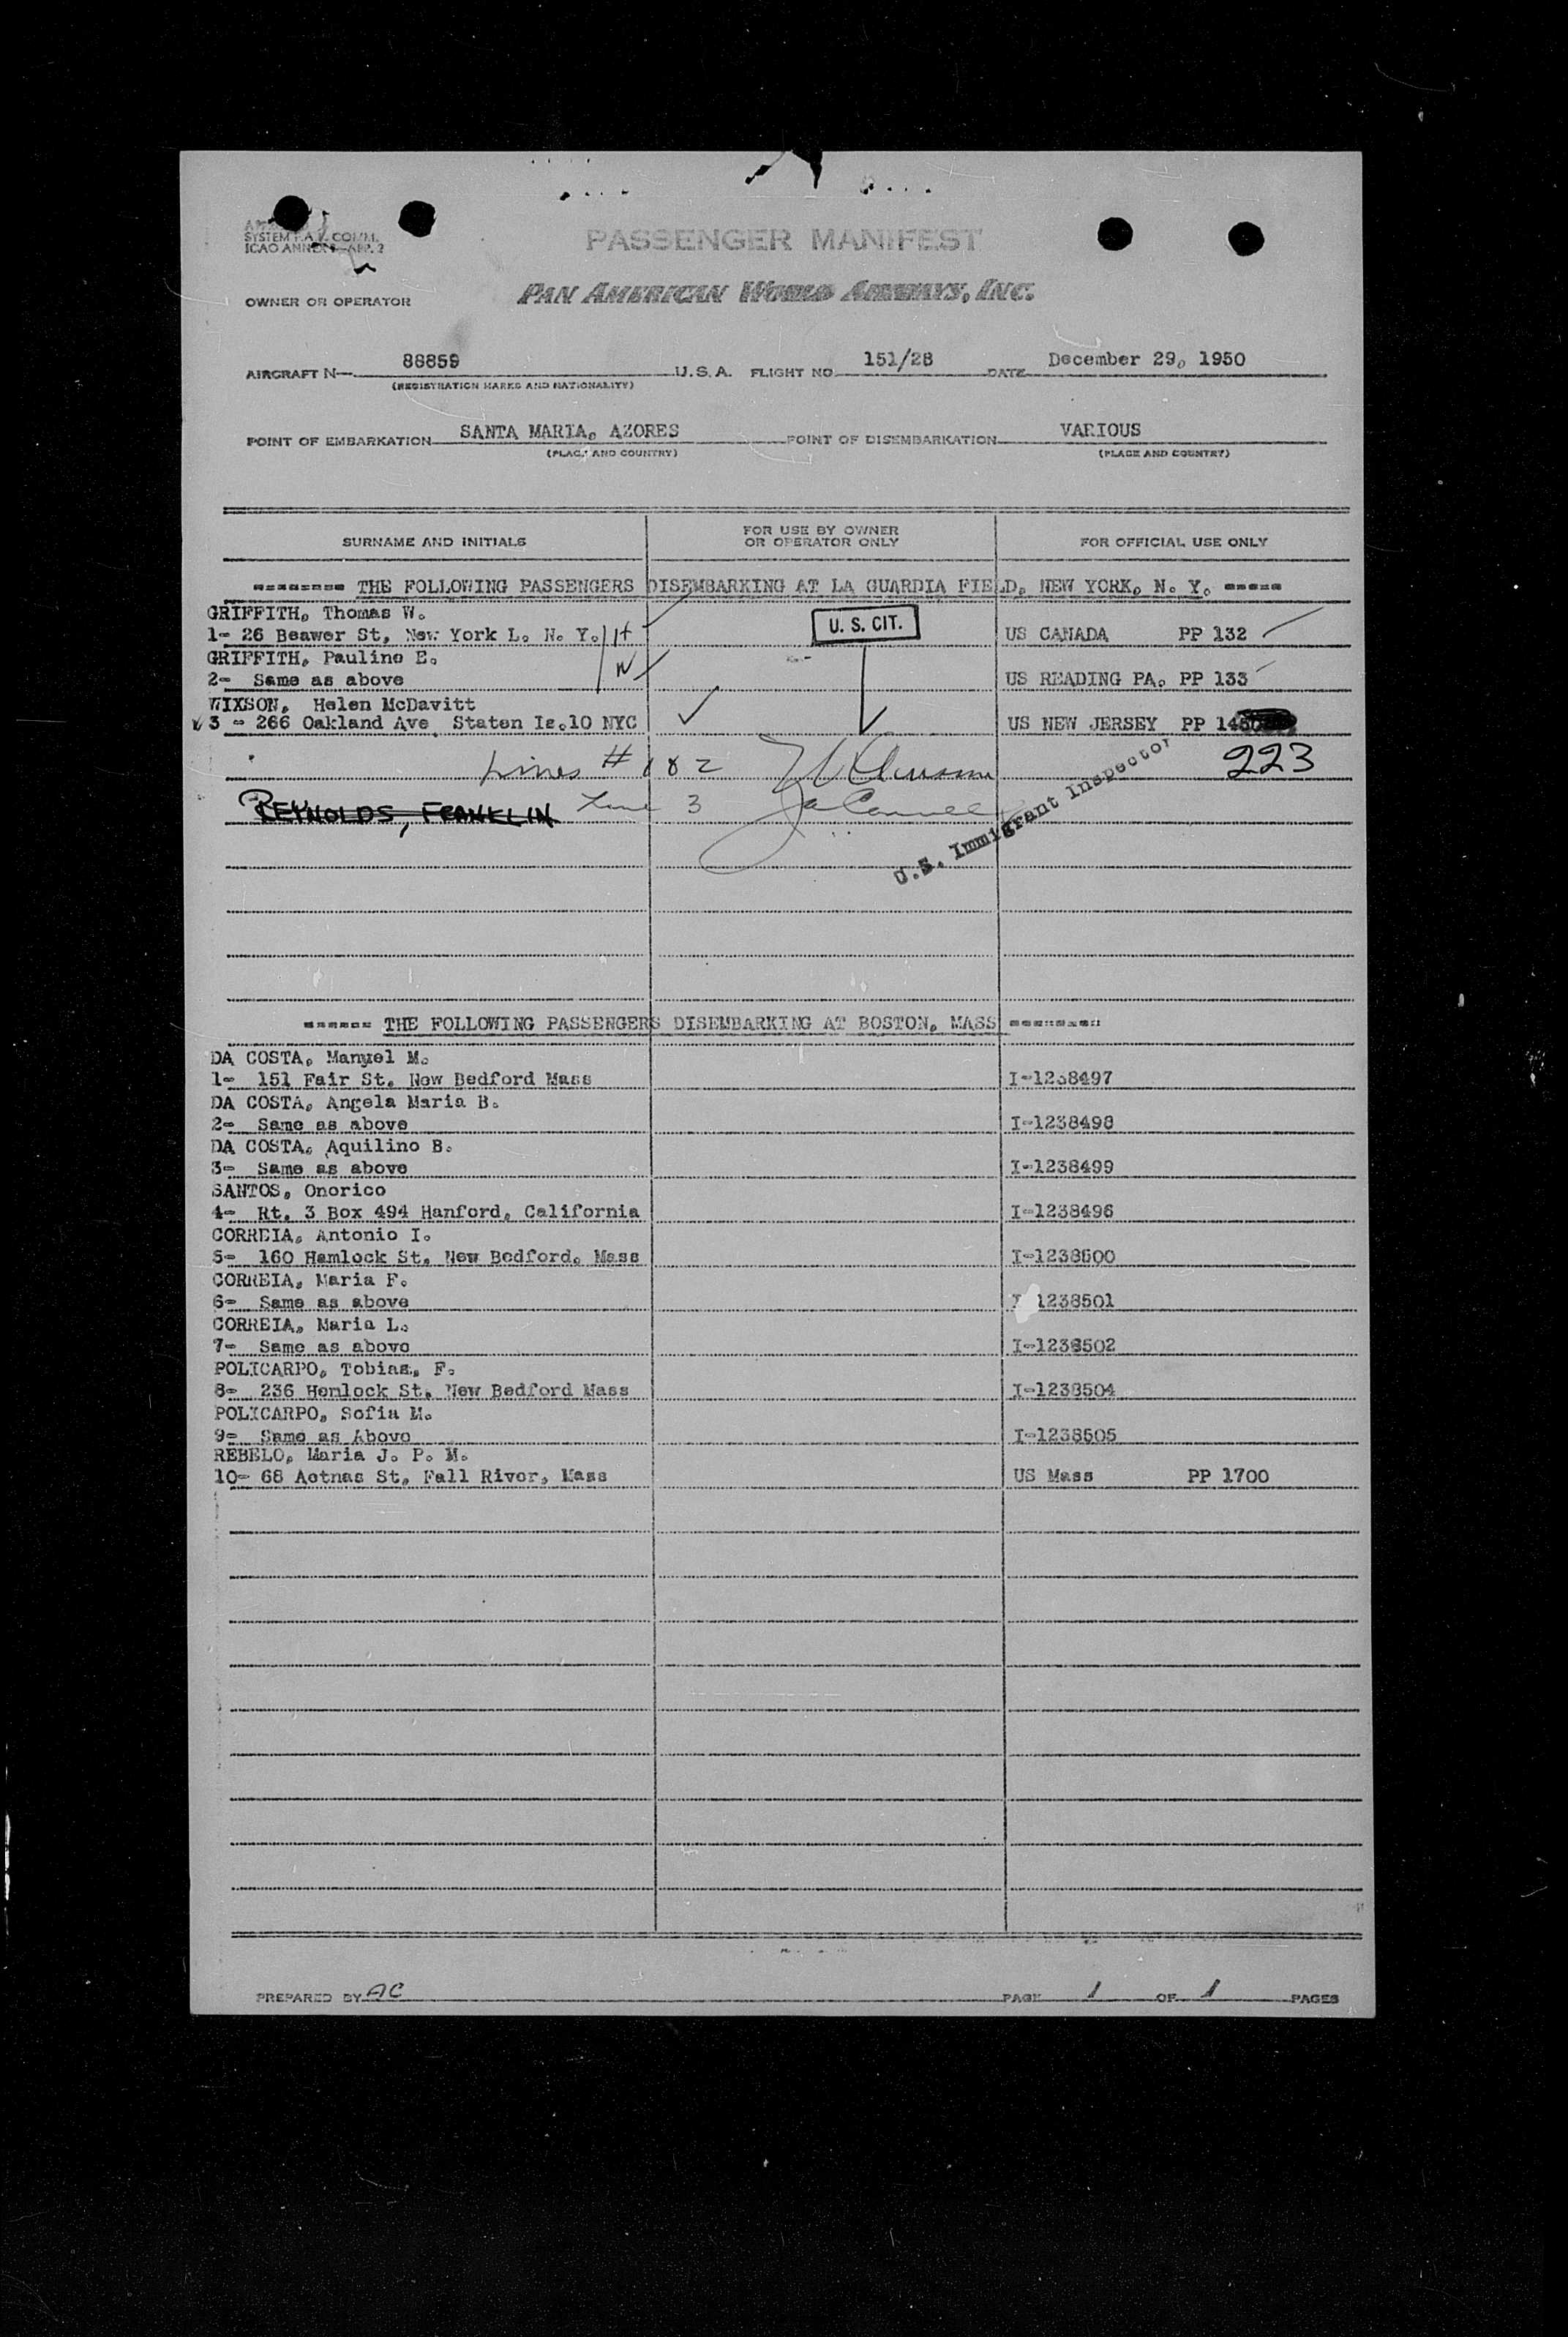 SYSTEM F.A.L. COMM.
PASSENGER MANIFEST
OWNER OR OPERATOR
PAN AMERICAN WORLD AIRWAYS, INC.
AIRCRAFT N— 88859 U.S.A. FLIGHT NO 151/28 DATE December 29, 1950
(REGISTRATION MARKS AND NATIONALITY)
POINT OF EMBARKATION SANTA MARIA, AZORES POINT OF DISEMBARKATION VARIOUS
(PLACE AND COUNTRY) (PLACE AND COUNTRY)
SURNAME AND INITIALS
FOR USE BY OWNER
OR OPERATOR ONLY
FOR OFFICIAL USE ONLY
-------- THE FOLLOWING PASSENGERS DISEMBARKING AT LA GUARDIA FIELD, NEW YORK, N. Y. -----
GRIFFITH, Thomas W.
1- 26 Beawer St, New York L. N. Y. U. S. CIT. US CANADA PP 132
GRIFFITH, Pauline E.
2- Same as above US READING PA. PP 133
WIXSON, Helen McDavitt
3 - 266 Oakland Ave Staten Is.10 NYC US NEW JERSEY PP
Lines # 1 & 2 223
REYNOLDS, FRANKLIN Line 3
U.S. Immigrant Inspector
------ THE FOLLOWING PASSENGERS DISEMBARKING AT BOSTON, MASS --------
DA COSTA, Manuel M.
1- 151 Fair St. New Bedford Mass I-1238497
DA COSTA, Angela Maria B.
2- Same as above I-1238498
DA COSTA, Aquilino B.
3- Same as above I-1238499
SANTOS, Onorico
4- Rt. 3 Box 494 Hanford, California I-1238496
CORREIA, Antonio I.
5- 160 Hemlock St. New Bedford, Mass I-1238500
CORREIA, Maria F.
6- Same as above I-1238501
CORREIA, Maria L.
7- Same as above I-1238502
POLICARPO, Tobias, F.
8- 236 Hemlock St. New Bedford Mass I-1238504
POLICARPO, Sofia M.
9- Same as Above I-1238505
REBELO, Maria J. P. M.
10- 68 Aetnas St, Fall River, Mass US Mass PP 1700
PREPARED BY AC PAGE 1 OF 1 PAGES